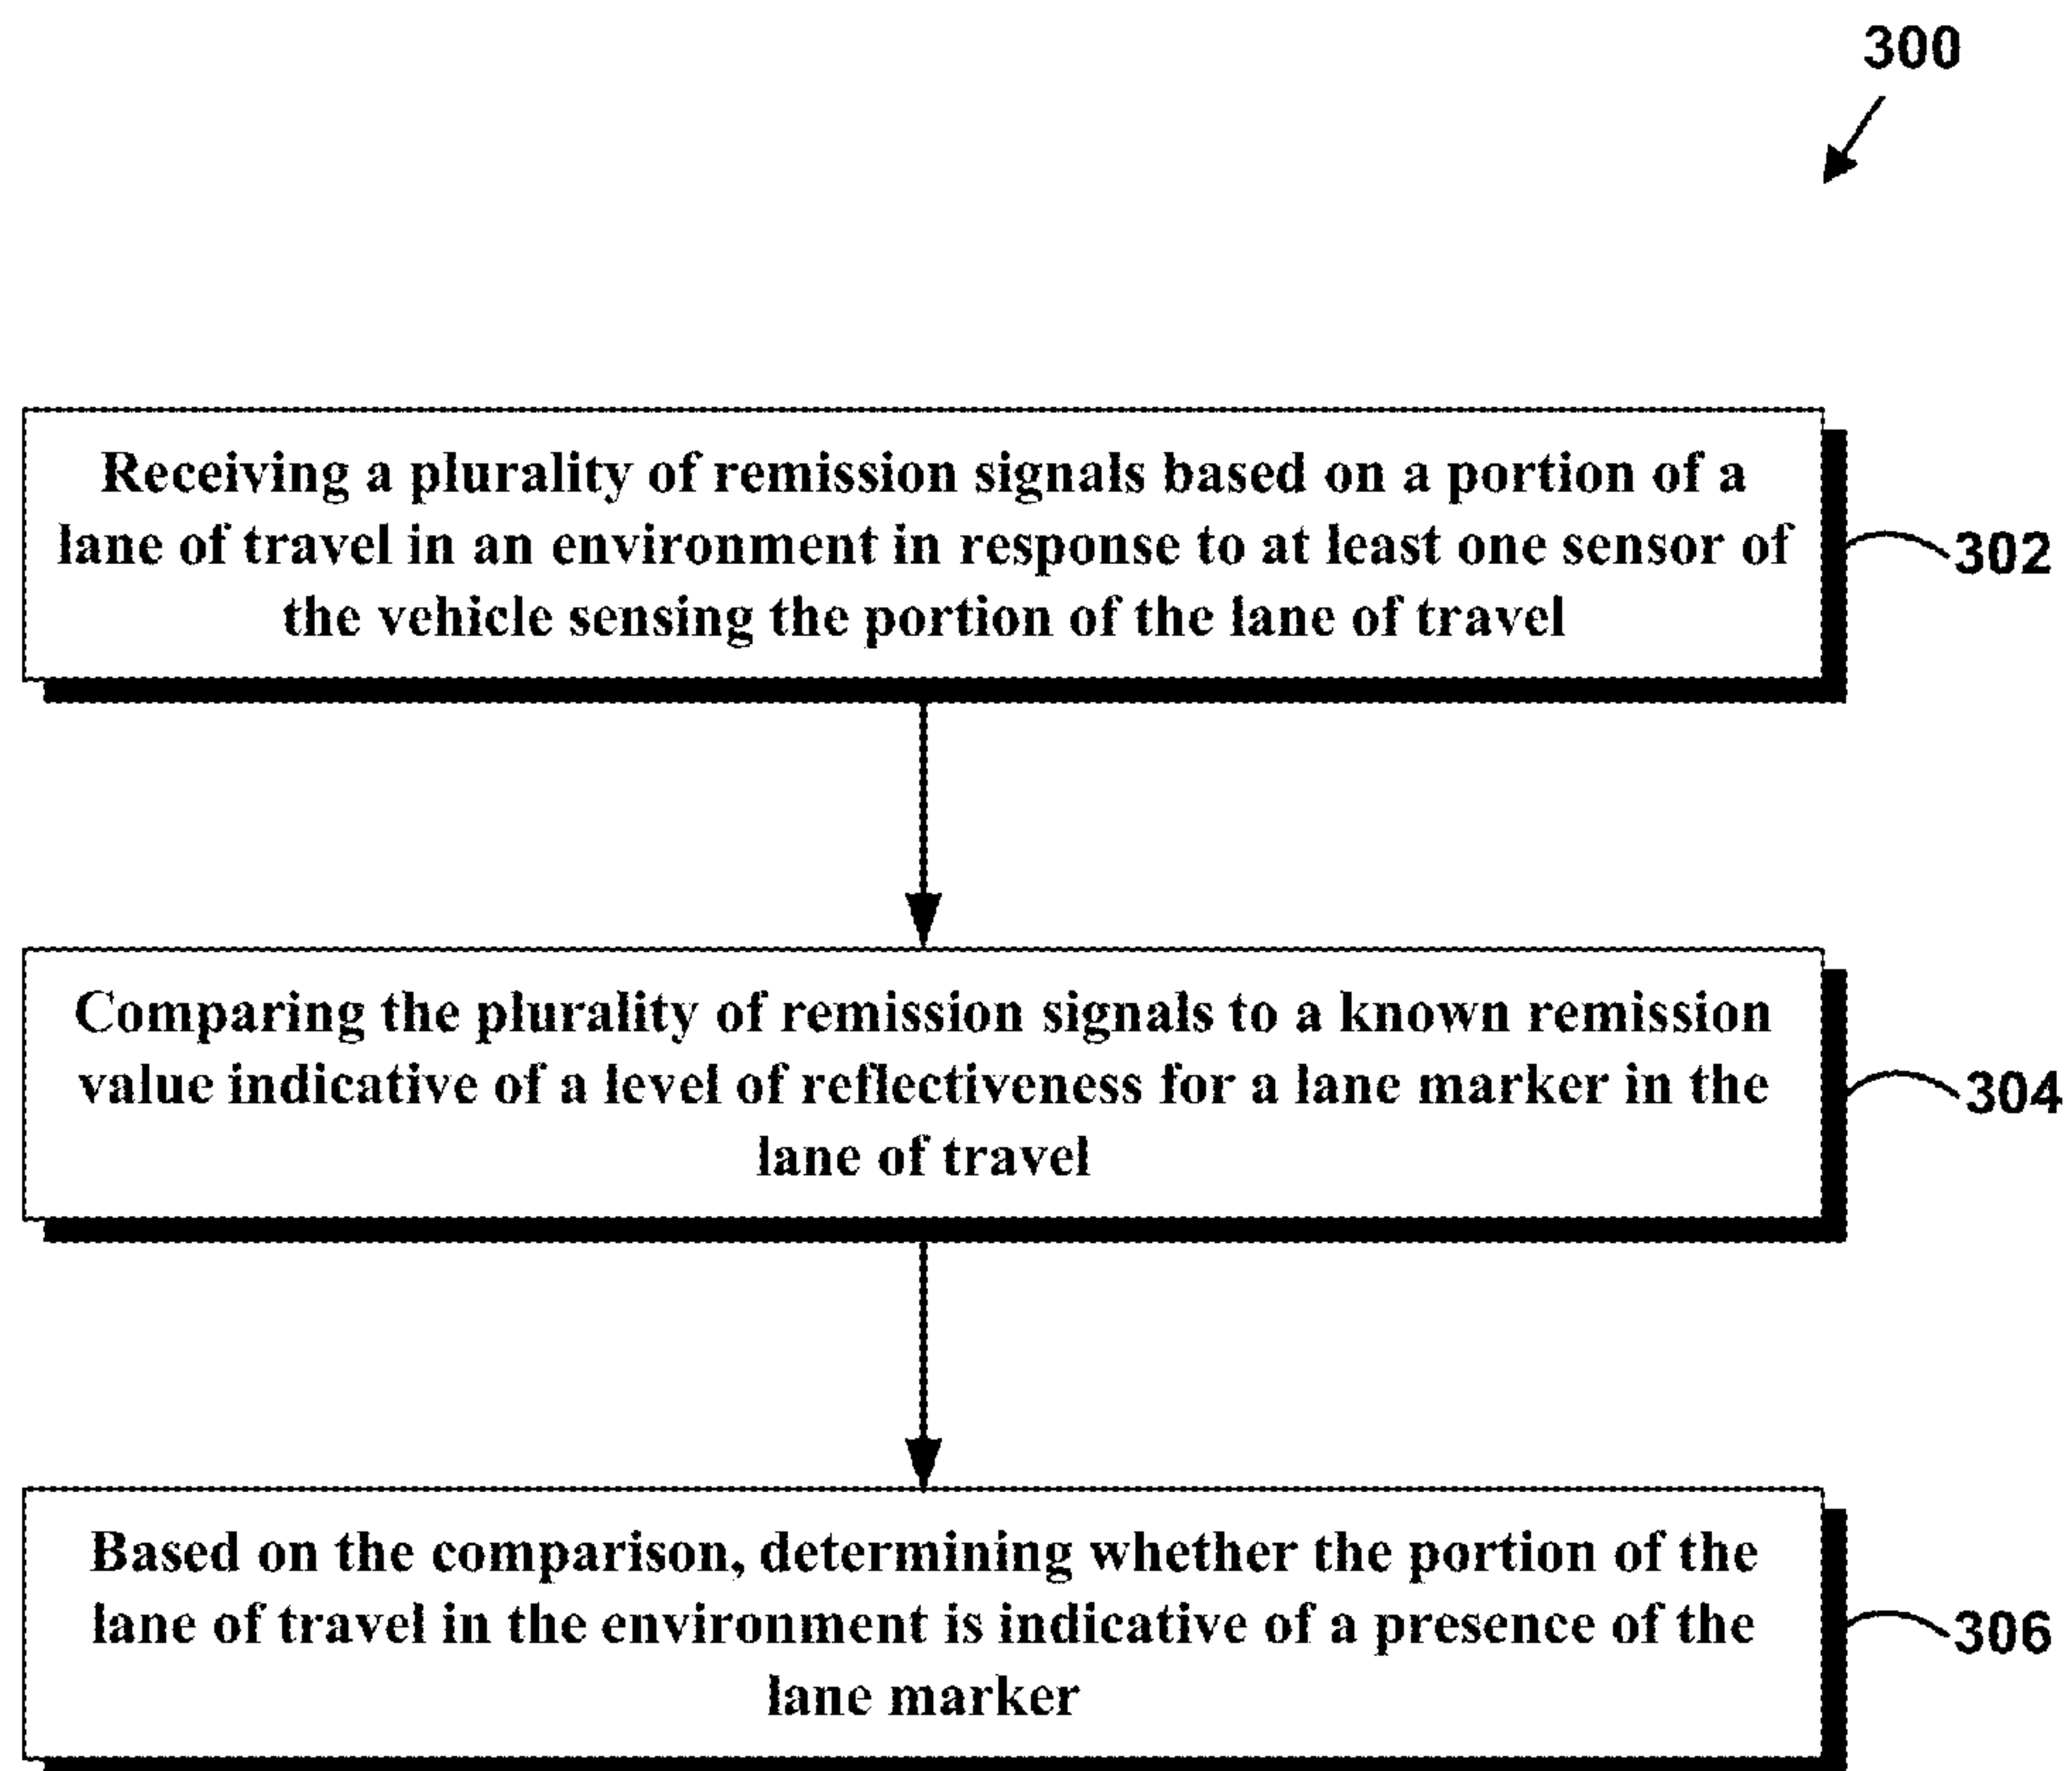 300
Receiving a plurality of remission signals based on a portion of a
lane of travel in an environment in response to at least one sensor of
the vehicle sensing the portion of the lane of travel
302
Comparing the plurality of remission signals to a known remission
value indicative of a level of reflectiveness for a lane marker in the
lane of travel
304
Based on the comparison, determining whether the portion of the
lane of travel in the environment is indicative of a presence of the
lane marker
306